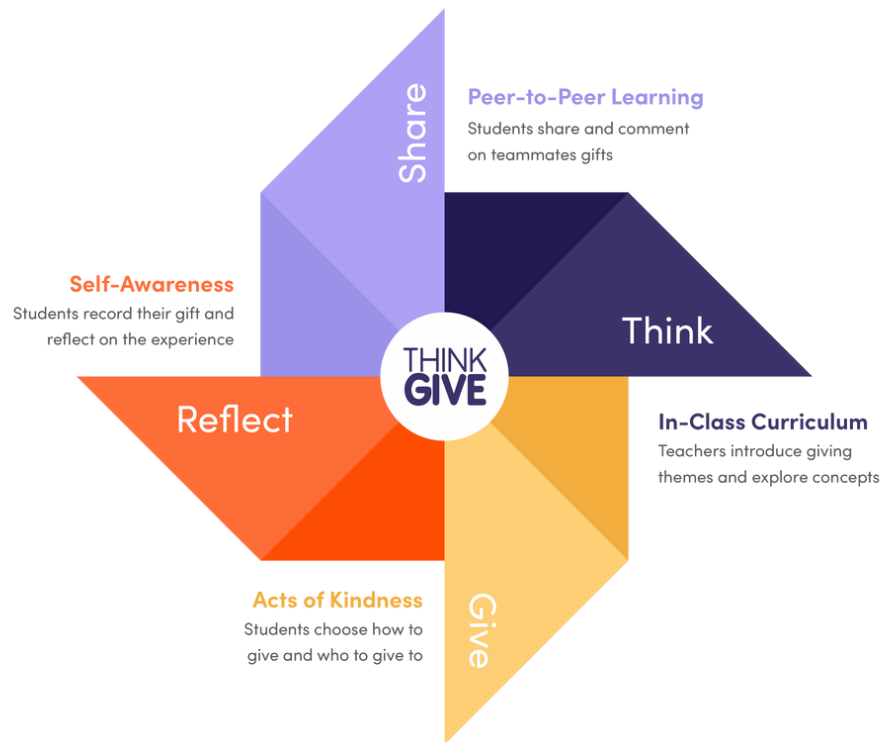 Share
Peer-to-Peer Learning
Students share and comment
on teammates gifts
Think
In-Class Curriculum
Teachers introduce giving
themes and explore concepts
Give
Acts of Kindness
Students choose how to
give and who to give to
Reflect
Self-Awareness
Students record their gift and
reflect on the experience
THINK
GIVE